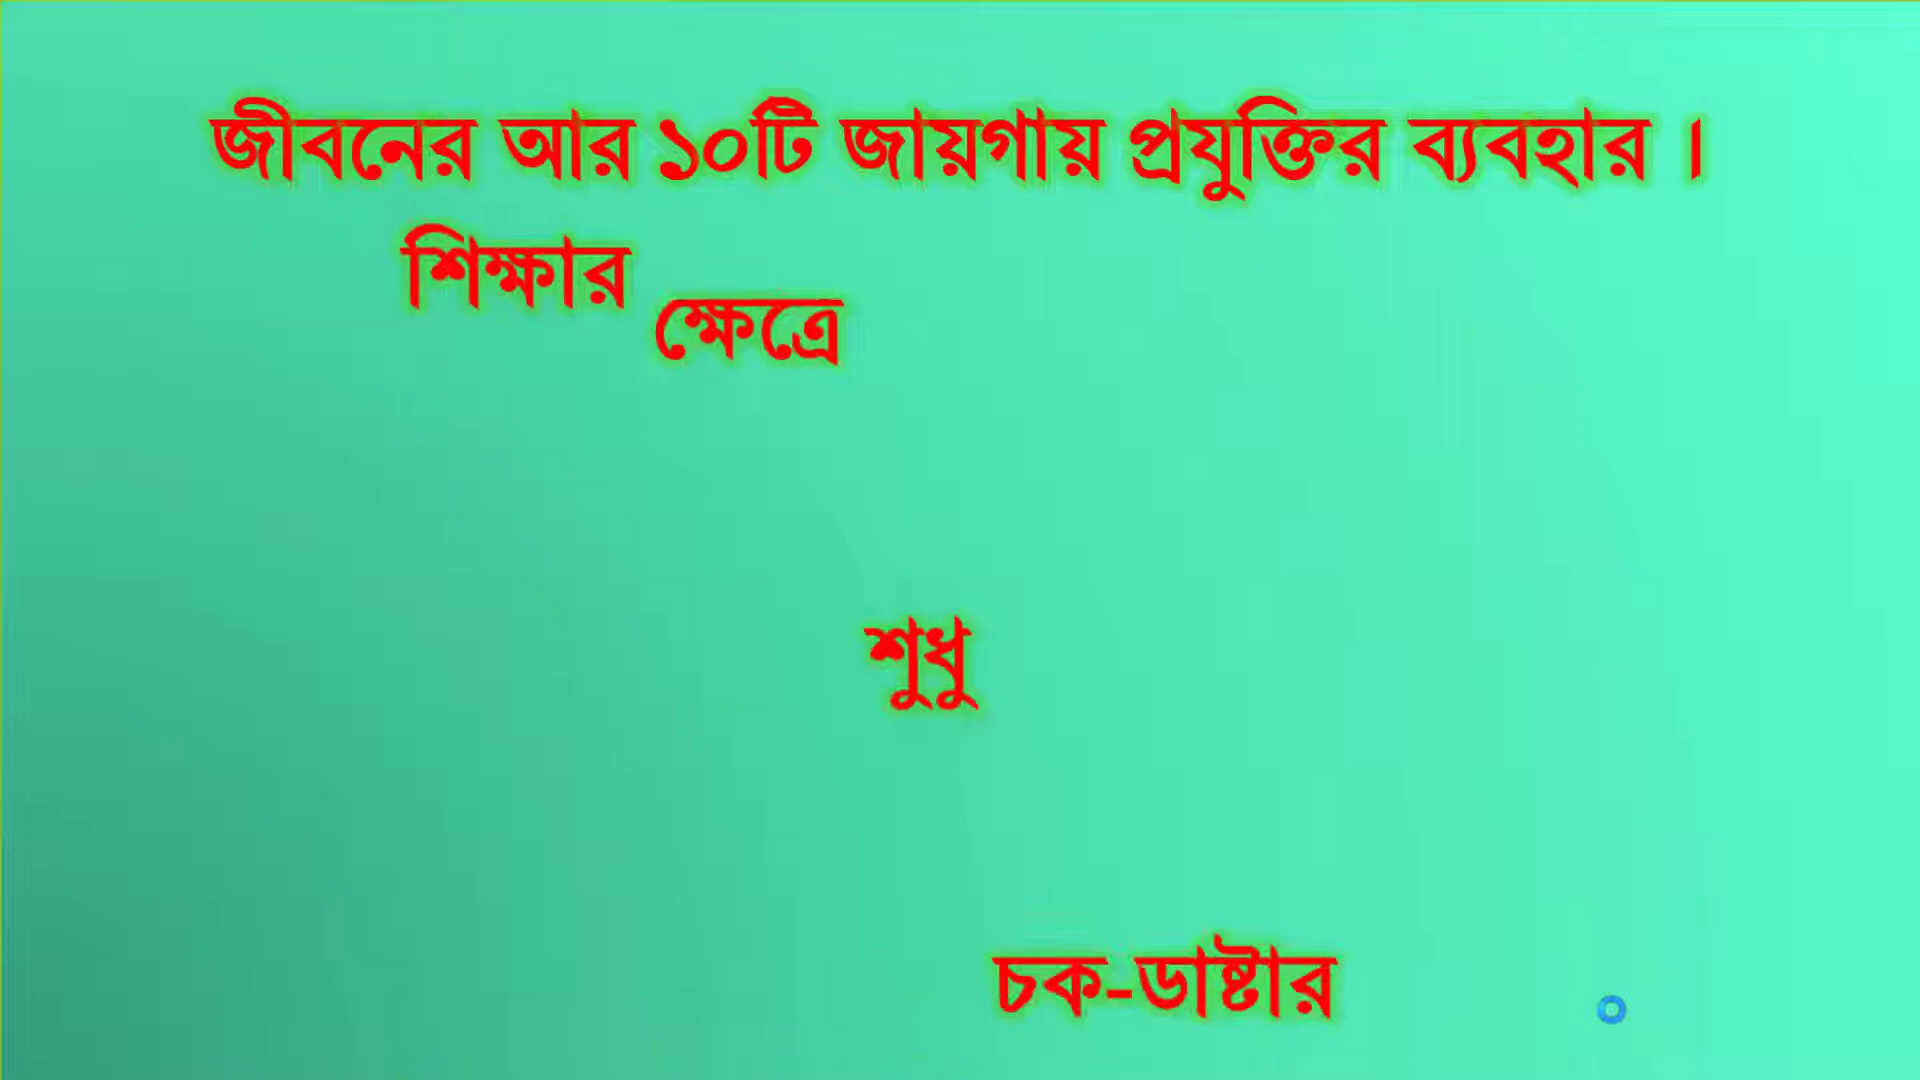 জীবনের আর ১০টি জায়গায় প্রযুক্তির ব্যবহার ।
শিক্ষার ক্ষেত্রে
শুধু
চক-ডাষ্টার